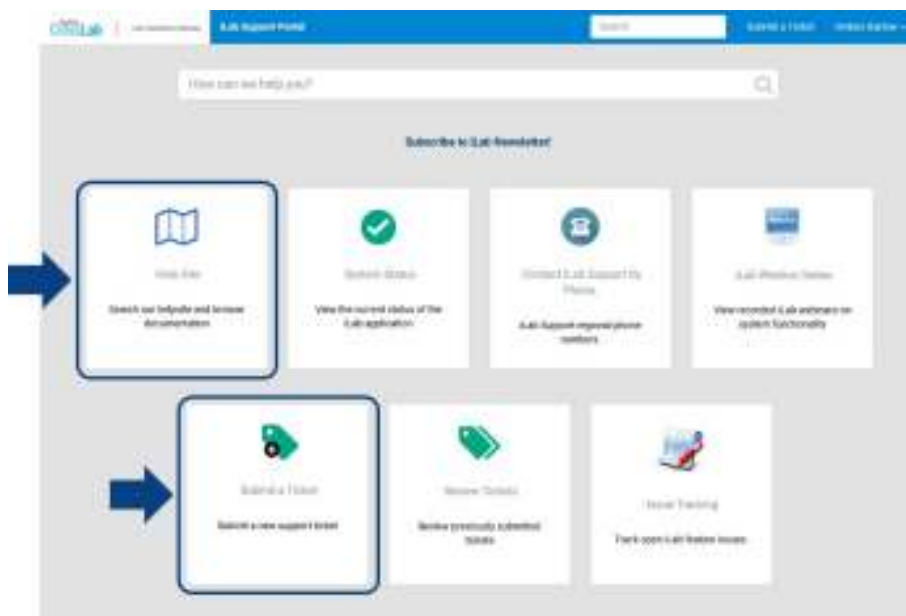 iLab Support Portal
Search
Submit a Ticket
How can we help you?
Subscribe to iLab Newsletter!
Help Site
Search our helpsite and browse
documentation
System Status
View the current status of the
iLab application
Contact iLab Support by
Phone
iLab Support regional phone
numbers
iLab Webinar Series
View recorded iLab webinars on
system functionality
Submit a Ticket
Submit a new support ticket
Review Tickets
Review previously submitted
tickets
Issue Tracking
Track open iLab feature issues